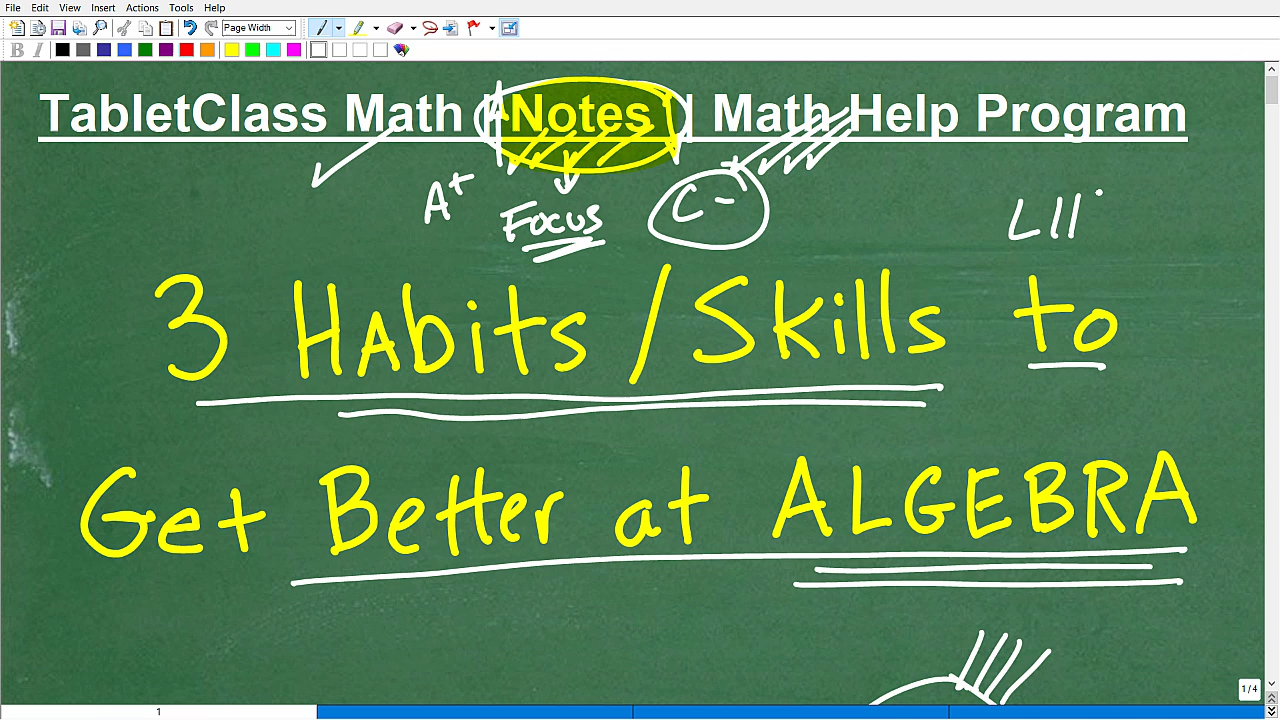 File Edit View Insert Actions Tools Help
Page Width
B I
TabletClass Math | Notes | Math Help Program
A+ Focus C-
3 Habits / Skills to
Get Better at ALGEBRA
1/4
1